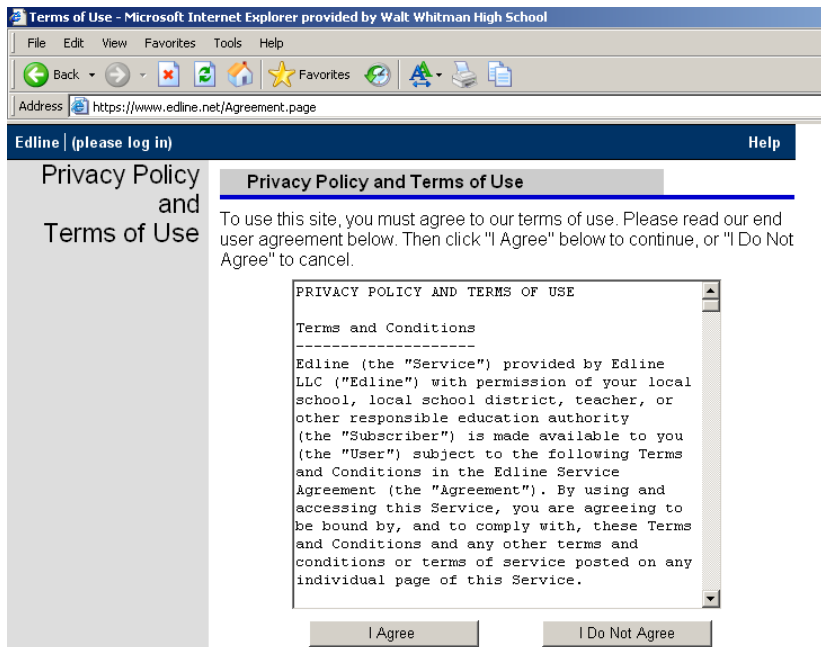 Terms of Use - Microsoft Internet Explorer provided by Walt Whitman High School
File Edit View Favorites Tools Help
Back Favorites
Address https://www.edline.net/Agreement.page
Edline | (please log in) Help
Privacy Policy
and
Terms of Use
Privacy Policy and Terms of Use
To use this site, you must agree to our terms of use. Please read our end
user agreement below. Then click "I Agree" below to continue, or "I Do Not
Agree" to cancel.
PRIVACY POLICY AND TERMS OF USE
Terms and Conditions
--------------------
Edline (the "Service") provided by Edline
LLC ("Edline") with permission of your local
school, local school district, teacher, or
other responsible education authority
(the "Subscriber") is made available to you
(the "User") subject to the following Terms
and Conditions in the Edline Service
Agreement (the "Agreement"). By using and
accessing this Service, you are agreeing to
be bound by, and to comply with, these Terms
and Conditions and any other terms and
conditions or terms of service posted on any
individual page of this Service.
I Agree I Do Not Agree